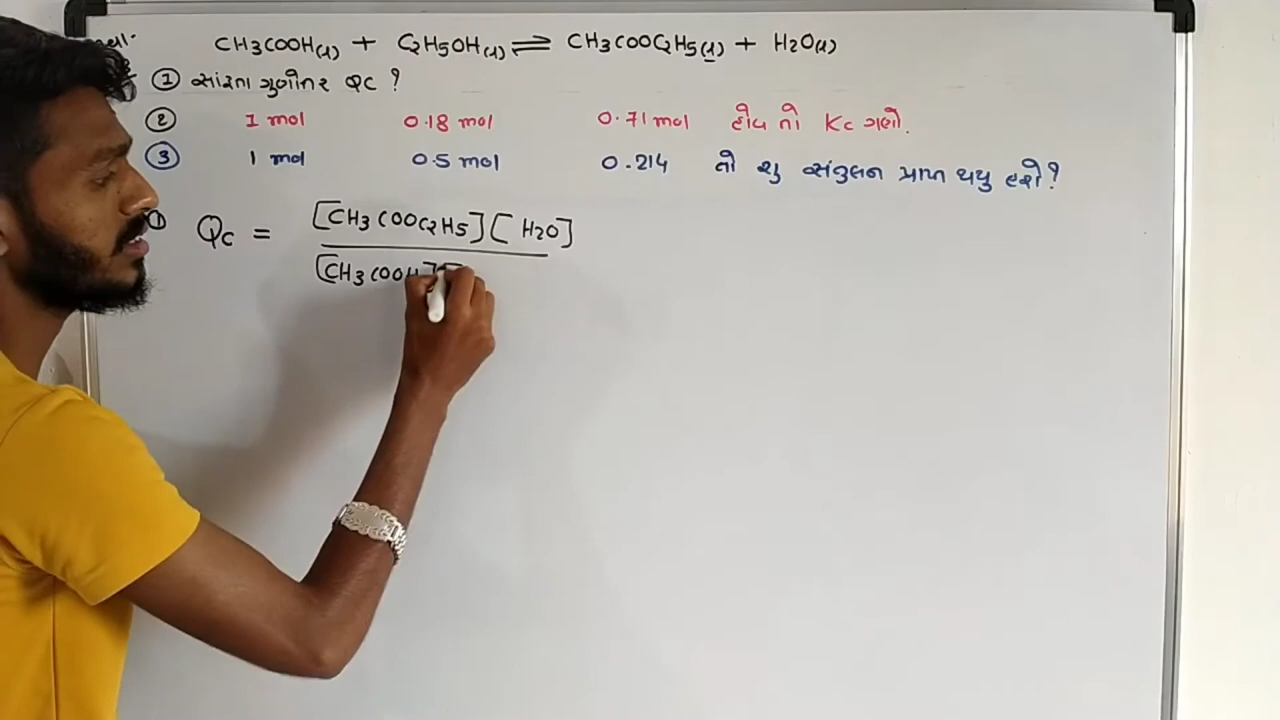 CH3COOH(l) + C2H5OH(l) ⇌ CH3COOC2H5(l) + H2O(l)
① સાંદ્રતા ગુણોત્તર QC ?
② 1 mol 0.18 mol 0.71 mol હોય તો Kc ગણો.
③ 1 mol 0.5 mol 0.214 તો શુ સંતુલન પ્રાપ્ત થયુ હશે?
① Qc = [CH3COOC2H5][H2O]
[CH3COOH][